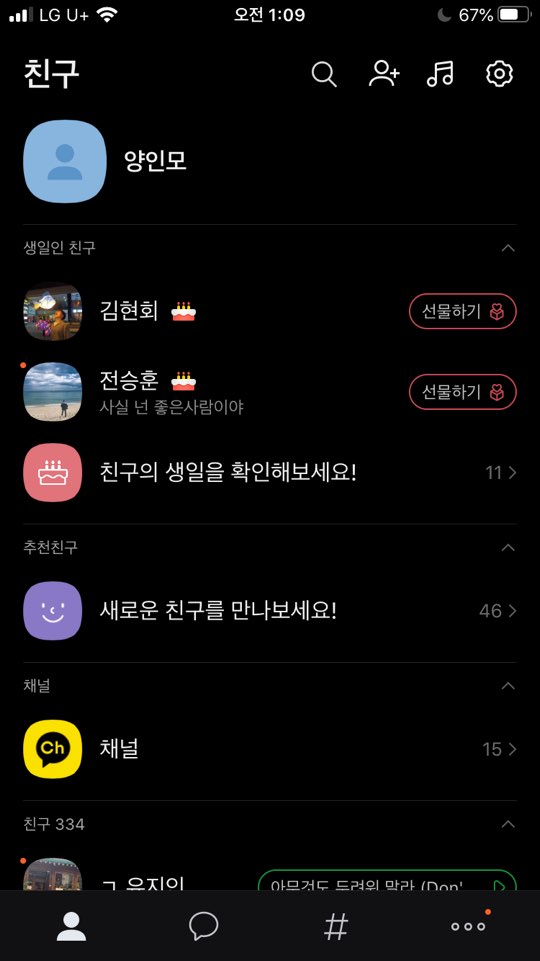 LG U+ 오전 1:09 67%
친구
양인모
생일인 친구
김현회 선물하기
전승훈 선물하기
사실 넌 좋은사람이야
친구의 생일을 확인해보세요! 11
추천친구
새로운 친구를 만나보세요! 46
채널
Ch 채널 15
친구 334
아무것도 두려워 말라 (Don'